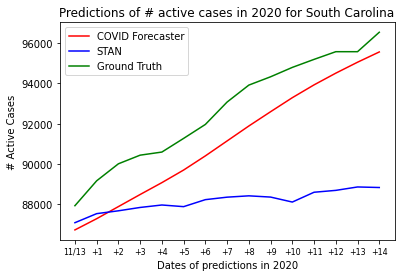 Predictions of # active cases in 2020 for South Carolina
COVID Forecaster
STAN
Ground Truth
# Active Cases
96000
94000
92000
90000
88000
11/13 +1 +2 +3 +4 +5 +6 +7 +8 +9 +10 +11 +12 +13 +14
Dates of predictions in 2020